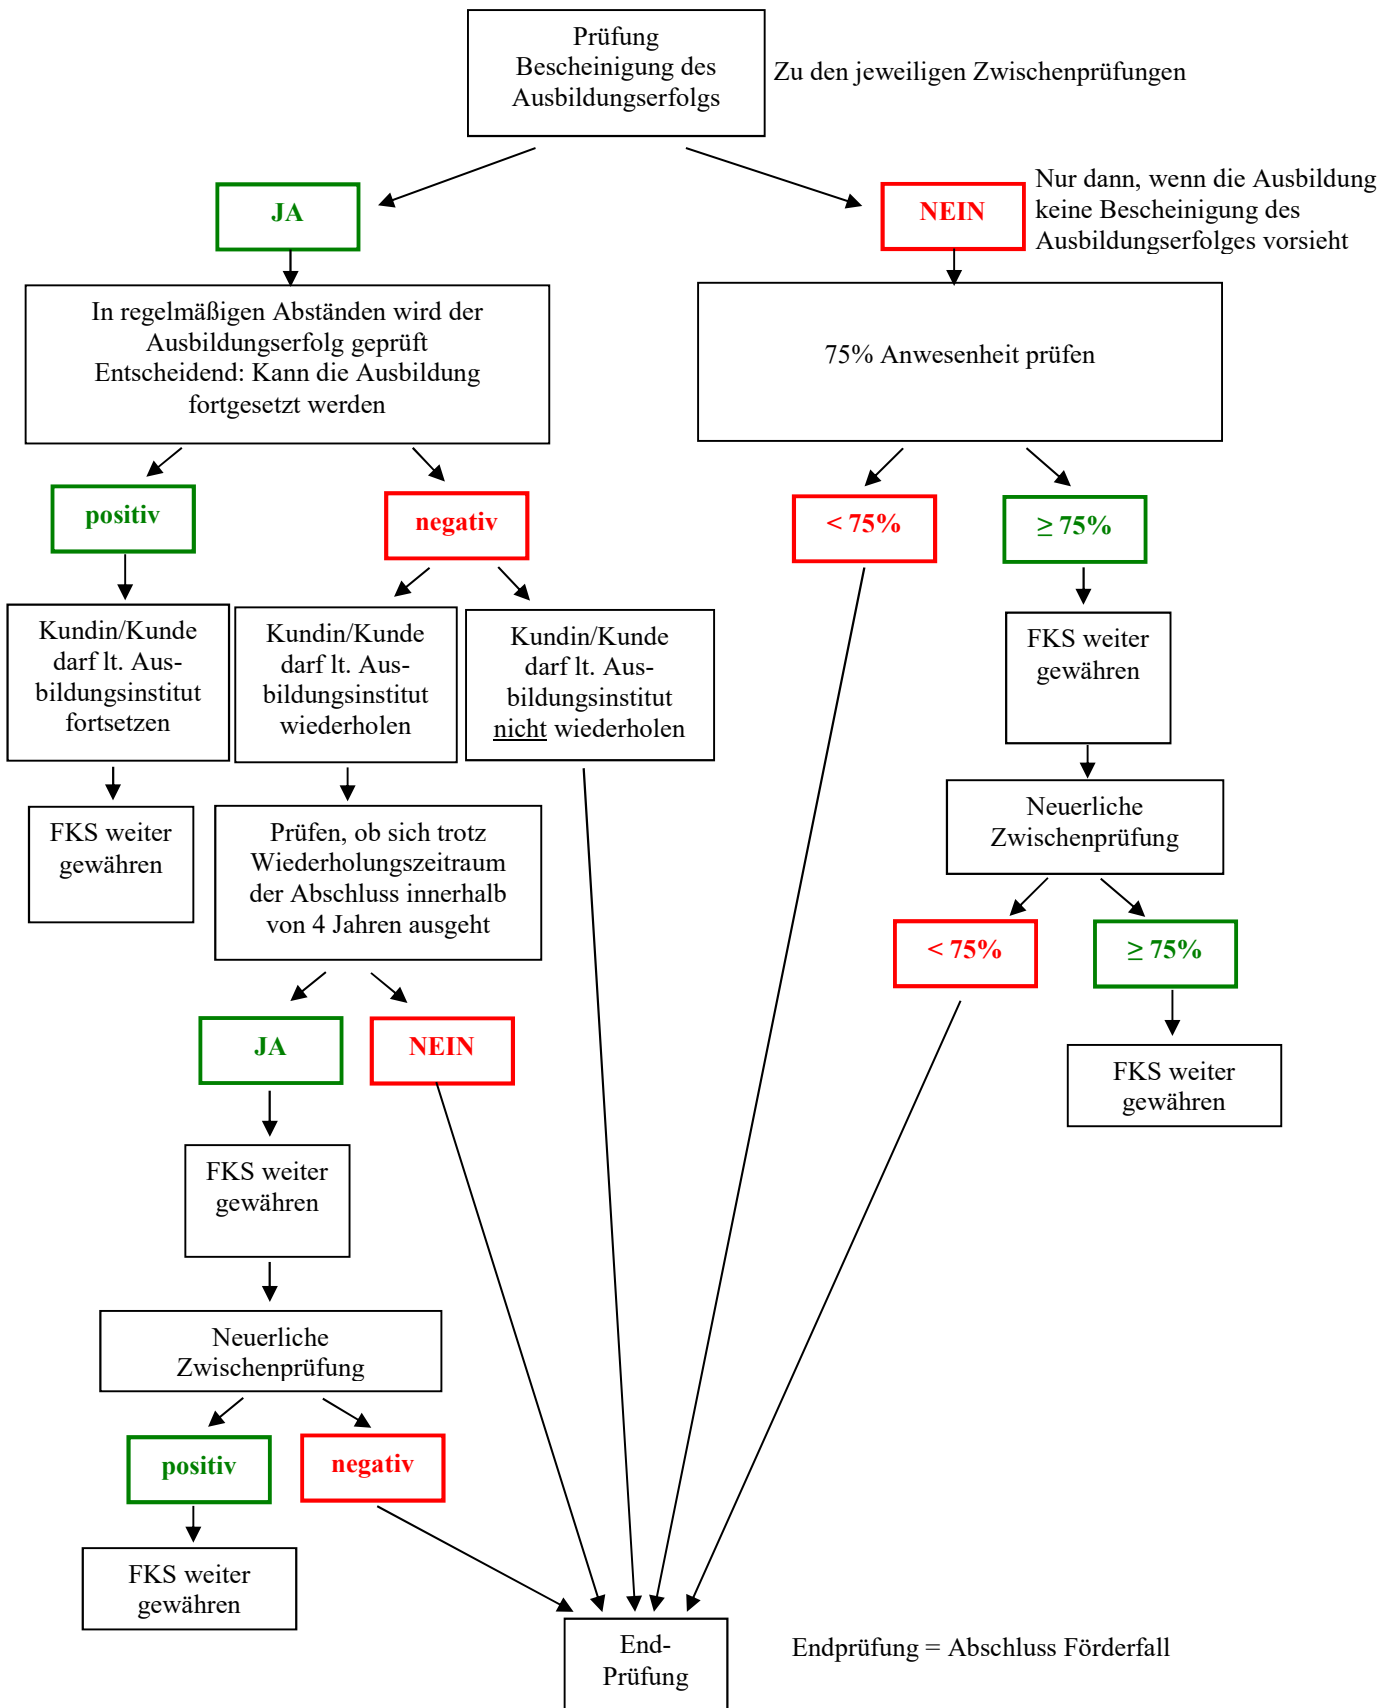 Prüfung
Bescheinigung des
Ausbildungserfolgs
Zu den jeweiligen Zwischenprüfungen
JA
NEIN
Nur dann, wenn die Ausbildung
keine Bescheinigung des
Ausbildungserfolges vorsieht
In regelmäßigen Abständen wird der
Ausbildungserfolg geprüft
Entscheidend: Kann die Ausbildung
fortgesetzt werden
75% Anwesenheit prüfen
positiv
negativ
< 75%
≥ 75%
Kundin/Kunde
darf lt. Aus-
bildungsinstitut
fortsetzen
Kundin/Kunde
darf lt. Aus-
bildungsinstitut
wiederholen
Kundin/Kunde
darf lt. Aus-
bildungsinstitut
nicht wiederholen
FKS weiter
gewähren
FKS weiter
gewähren
Prüfen, ob sich trotz
Wiederholungszeitraum
der Abschluss innerhalb
von 4 Jahren ausgeht
Neuerliche
Zwischenprüfung
< 75%
≥ 75%
JA
NEIN
FKS weiter
gewähren
FKS weiter
gewähren
Neuerliche
Zwischenprüfung
positiv
negativ
FKS weiter
gewähren
End-
Prüfung
Endprüfung = Abschluss Förderfall